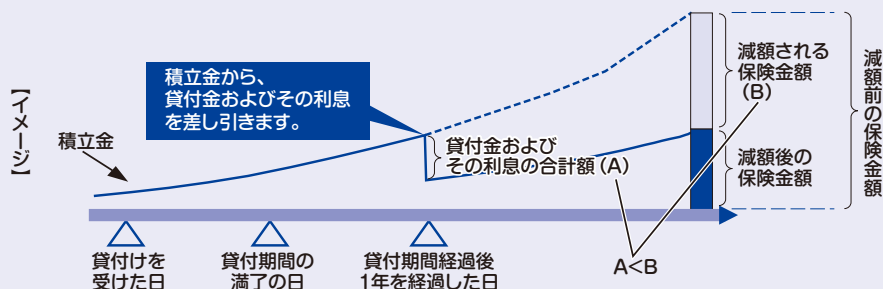 【イメージ】
積立金
積立金から、
貸付金およびその利息
を差し引きます。
貸付金および
その利息の合計額（A）
減額される
保険金額
（B）
減額後の
保険金額
減額前の保険金額
貸付けを
受けた日
貸付期間の
満了の日
貸付期間経過後
1年を経過した日
A<B